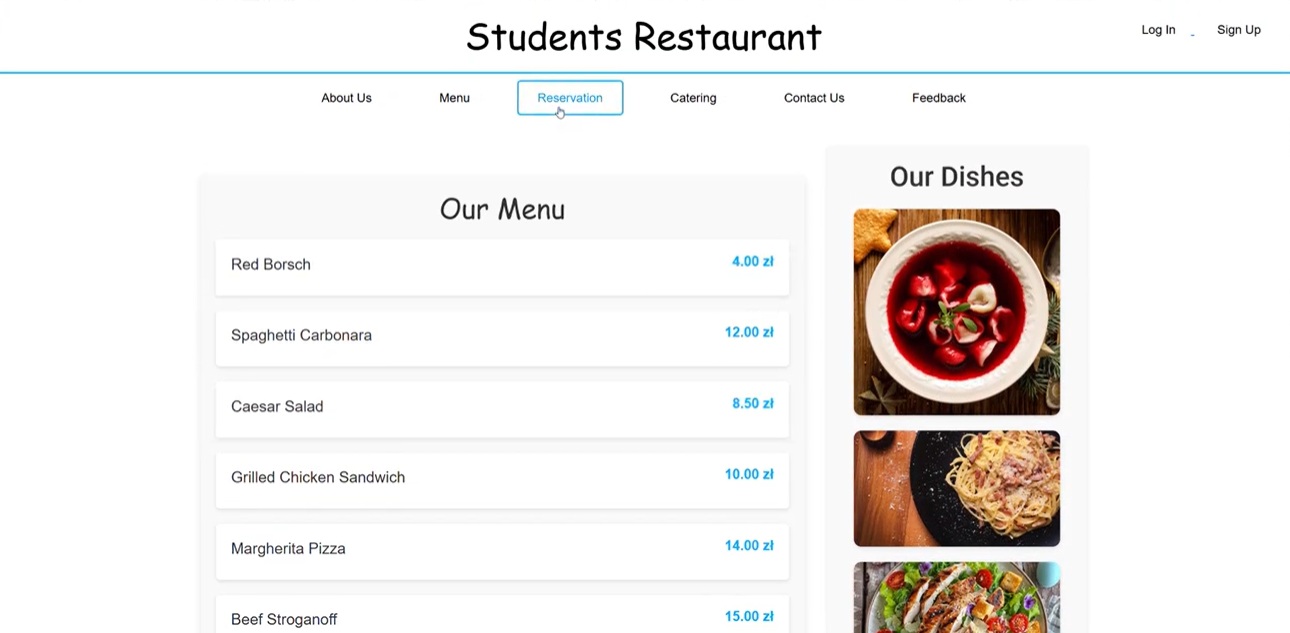 Students Restaurant
Log In
Sign Up
About Us
Menu
Reservation
Catering
Contact Us
Feedback
Our Menu
Red Borsch 4.00 zł
Spaghetti Carbonara 12.00 zł
Caesar Salad 8.50 zł
Grilled Chicken Sandwich 10.00 zł
Margherita Pizza 14.00 zł
Beef Stroganoff 15.00 zł
Our Dishes